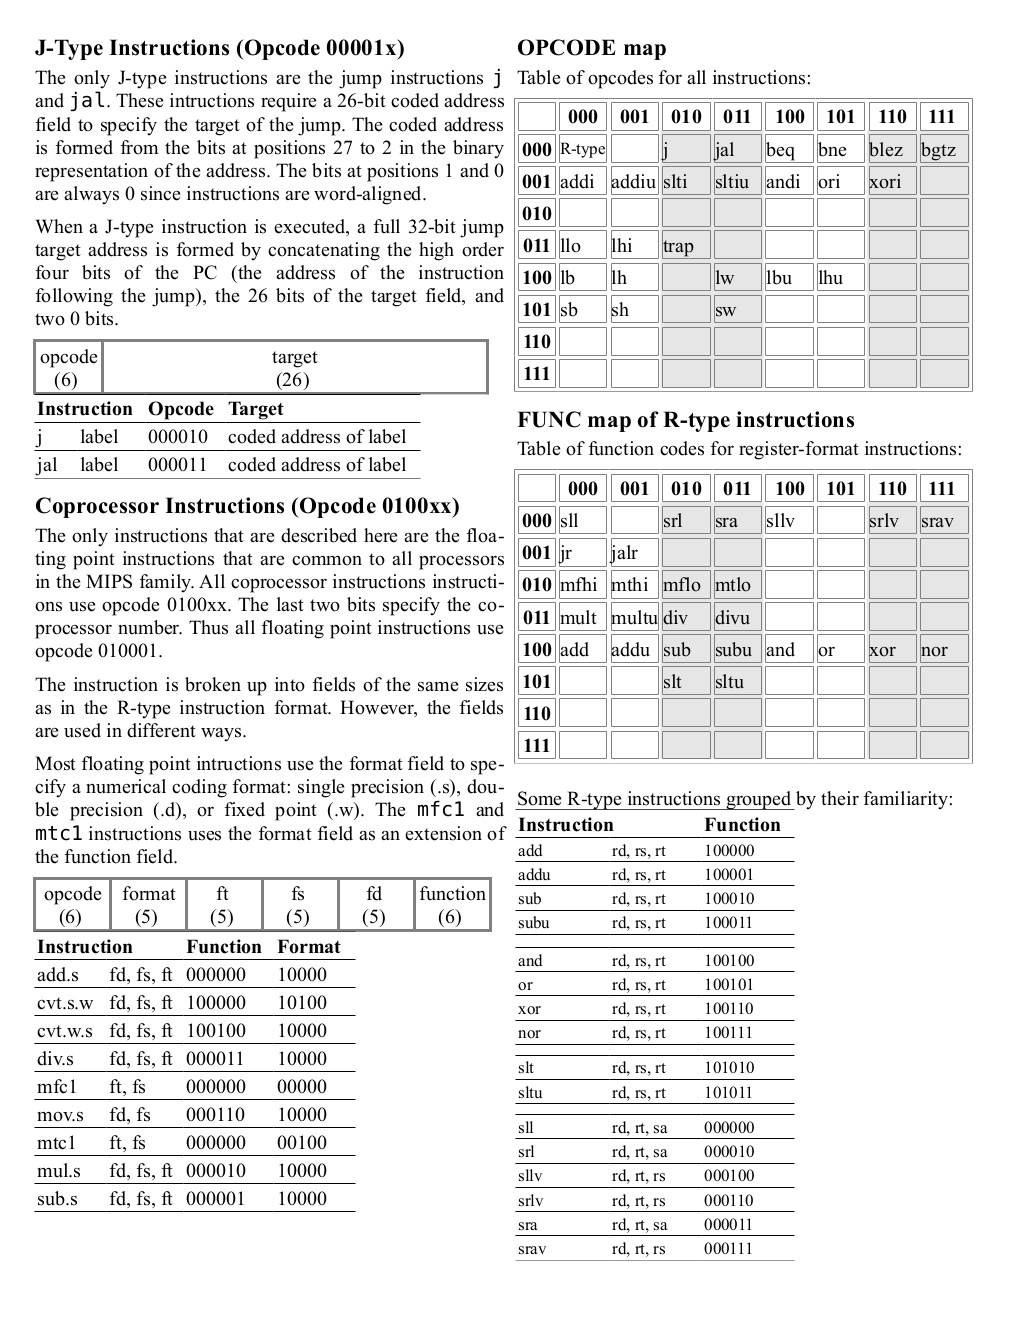 J-Type Instructions (Opcode 00001x)
The only J-type instructions are the jump instructions j
and jal. These intructions require a 26-bit coded address
field to specify the target of the jump. The coded address
is formed from the bits at positions 27 to 2 in the binary
representation of the address. The bits at positions 1 and 0
are always 0 since instructions are word-aligned.
When a J-type instruction is executed, a full 32-bit jump
target address is formed by concatenating the high order
four bits of the PC (the address of the instruction
following the jump), the 26 bits of the target field, and
two 0 bits.
opcode target
(6) (26)
Instruction Opcode Target
j label 000010 coded address of label
jal label 000011 coded address of label
Coprocessor Instructions (Opcode 0100xx)
The only instructions that are described here are the floa-
ting point instructions that are common to all processors
in the MIPS family. All coprocessor instructions instructi-
ons use opcode 0100xx. The last two bits specify the co-
processor number. Thus all floating point instructions use
opcode 010001.
The instruction is broken up into fields of the same sizes
as in the R-type instruction format. However, the fields
are used in different ways.
Most floating point intructions use the format field to spe-
cify a numerical coding format: single precision (.s), dou-
ble precision (.d), or fixed point (.w). The mfc1 and
mtc1 instructions uses the format field as an extension of
the function field.
opcode format ft fs fd function
(6) (5) (5) (5) (5) (6)
Instruction Function Format
add.s fd, fs, ft 000000 10000
cvt.s.w fd, fs, ft 100000 10100
cvt.w.s fd, fs, ft 100100 10000
div.s fd, fs, ft 000011 10000
mfc1 ft, fs 000000 00000
mov.s fd, fs 000110 10000
mtc1 ft, fs 000000 00100
mul.s fd, fs, ft 000010 10000
sub.s fd, fs, ft 000001 10000
OPCODE map
Table of opcodes for all instructions:
000 001 010 011 100 101 110 111
000 R-type j jal beq bne blez bgtz
001 addi addiu slti sltiu andi ori xori
010
011 llo lhi trap
100 lb lh lw lbu lhu
101 sb sh sw
110
111
FUNC map of R-type instructions
Table of function codes for register-format instructions:
000 001 010 011 100 101 110 111
000 sll srl sra sllv srlv srav
001 jr jalr
010 mfhi mthi mflo mtlo
011 mult multu div divu
100 add addu sub subu and or xor nor
101 slt sltu
110
111
Some R-type instructions grouped by their familiarity:
Instruction Function
add rd, rs, rt 100000
addu rd, rs, rt 100001
sub rd, rs, rt 100010
subu rd, rs, rt 100011
and rd, rs, rt 100100
or rd, rs, rt 100101
xor rd, rs, rt 100110
nor rd, rs, rt 100111
slt rd, rs, rt 101010
sltu rd, rs, rt 101011
sll rd, rt, sa 000000
srl rd, rt, sa 000010
sllv rd, rt, rs 000100
srlv rd, rt, rs 000110
sra rd, rt, sa 000011
srav rd, rt, rs 000111